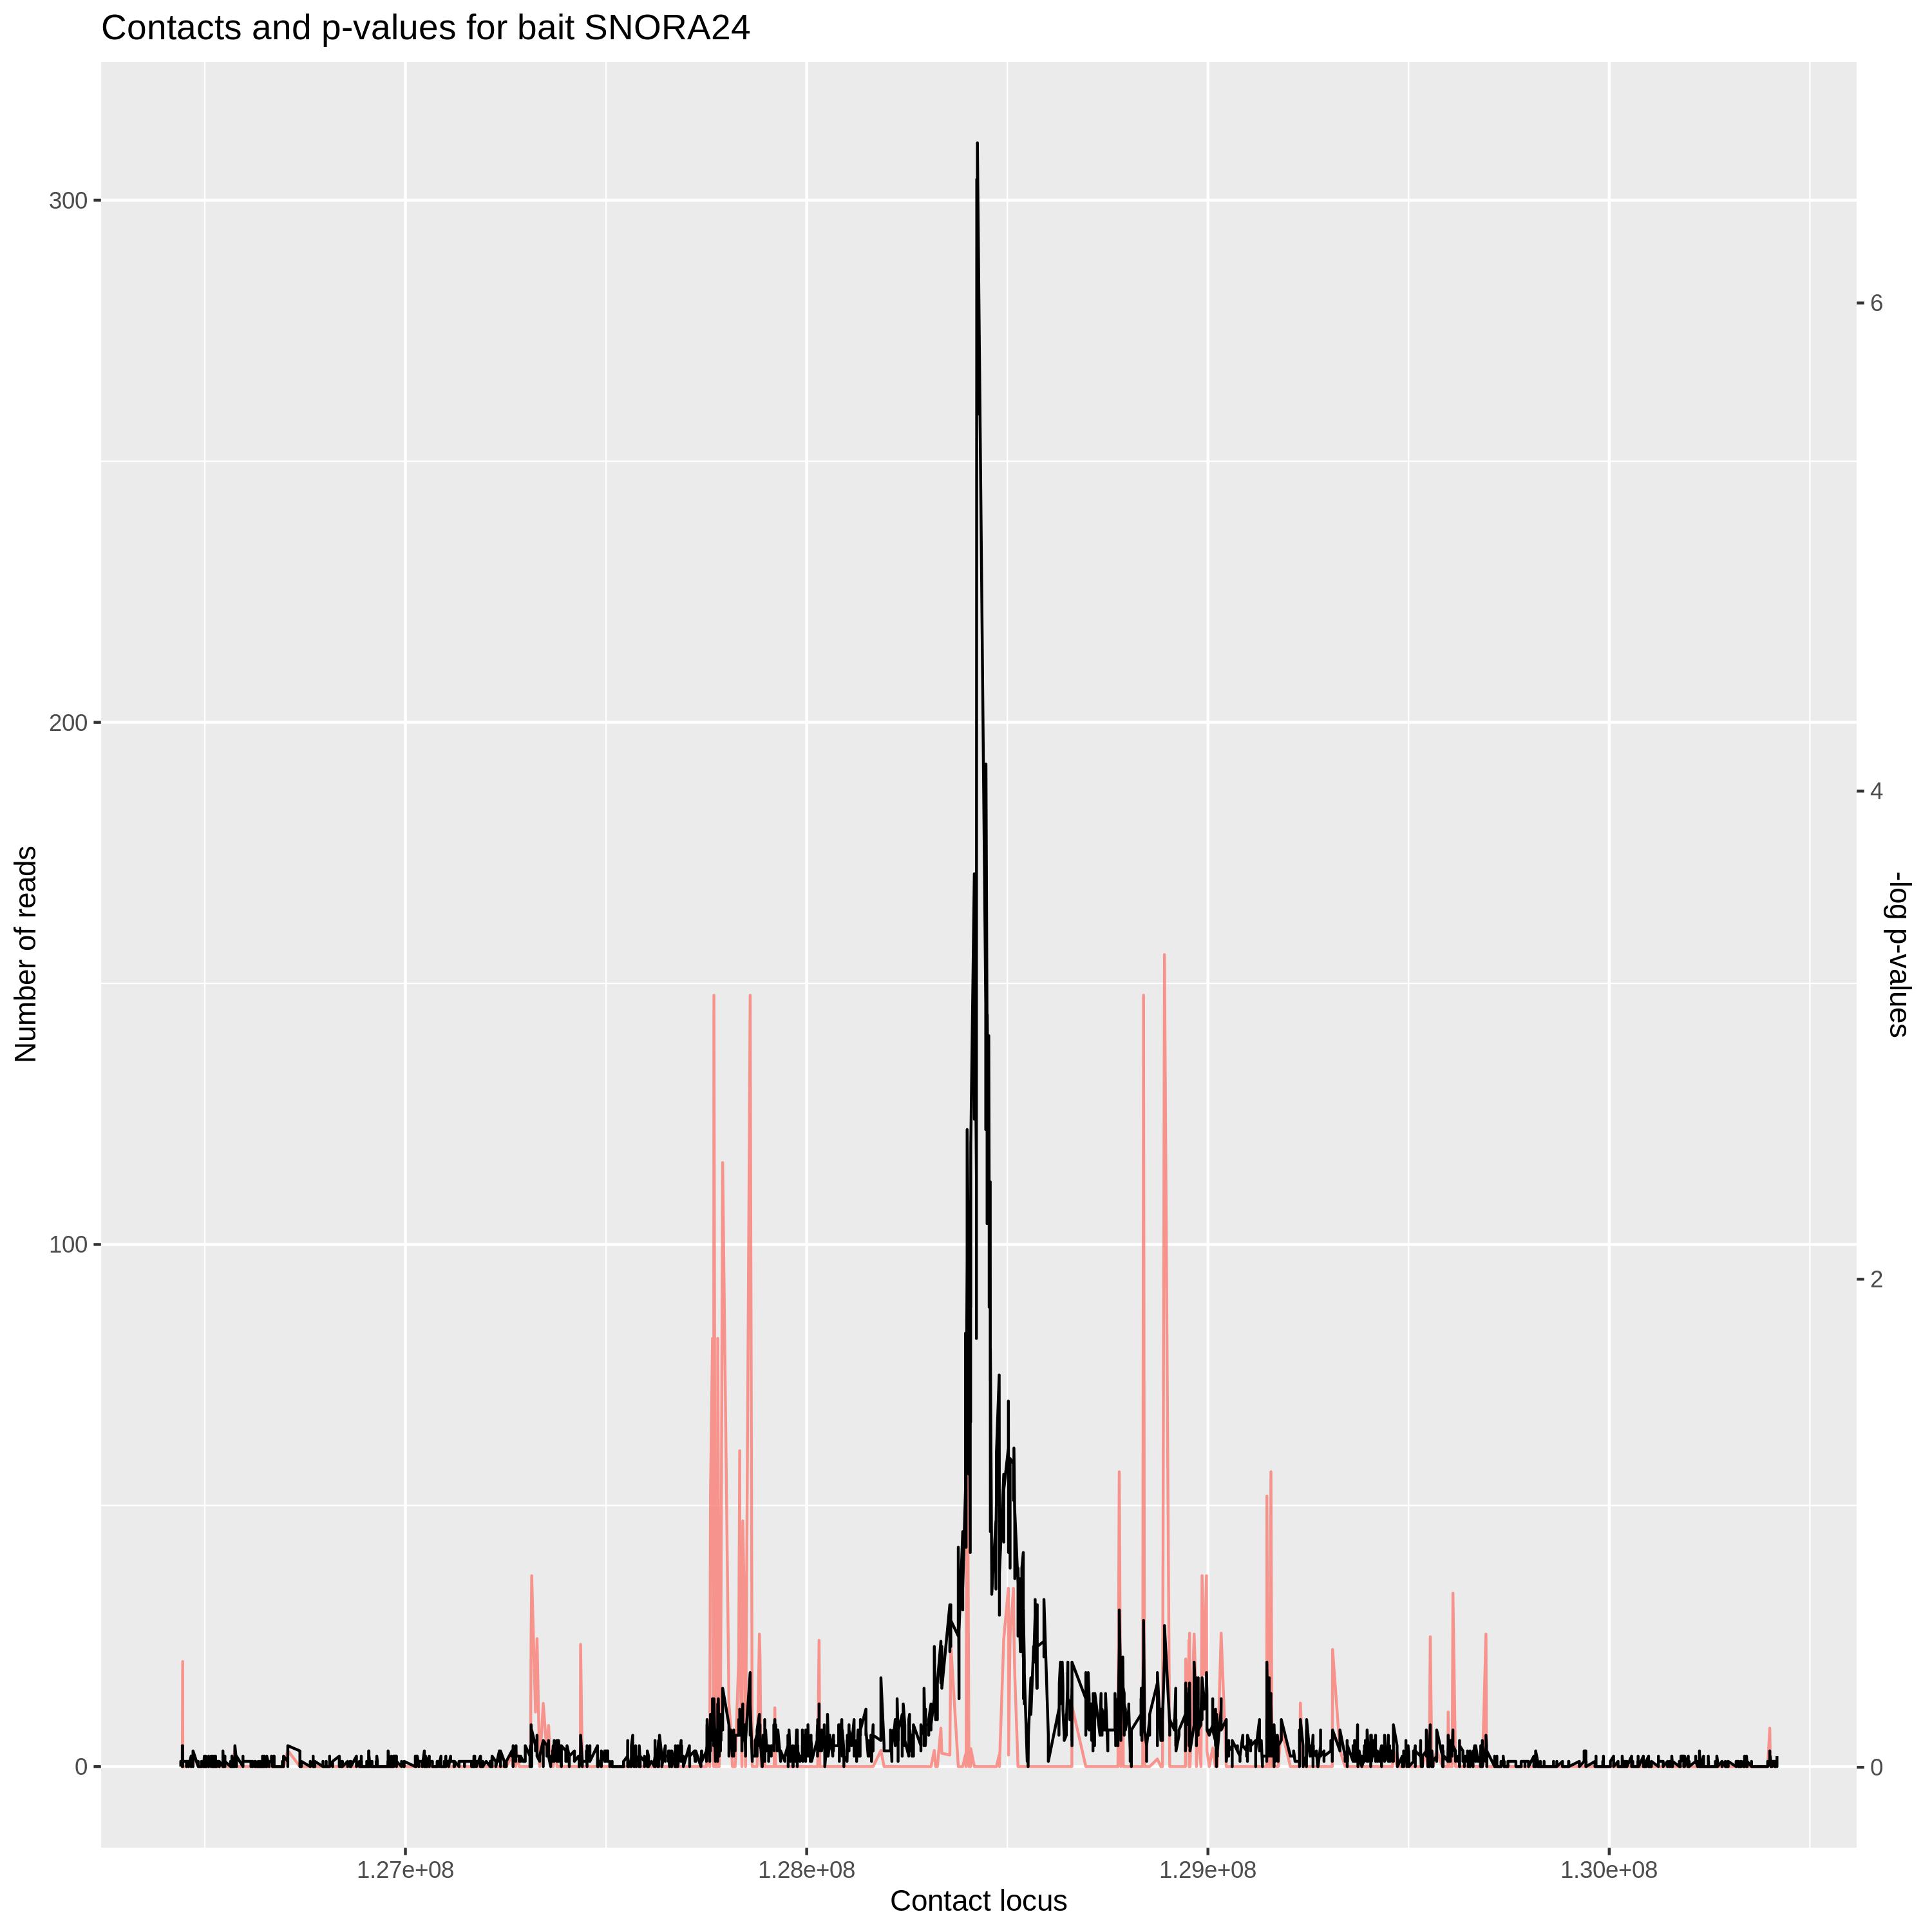 Contacts and p-values for bait SNORA24
300
200
100
0
6
4
2
0
Number of reads
-log p-values
1.27e+08 1.28e+08 1.29e+08 1.30e+08
Contact locus